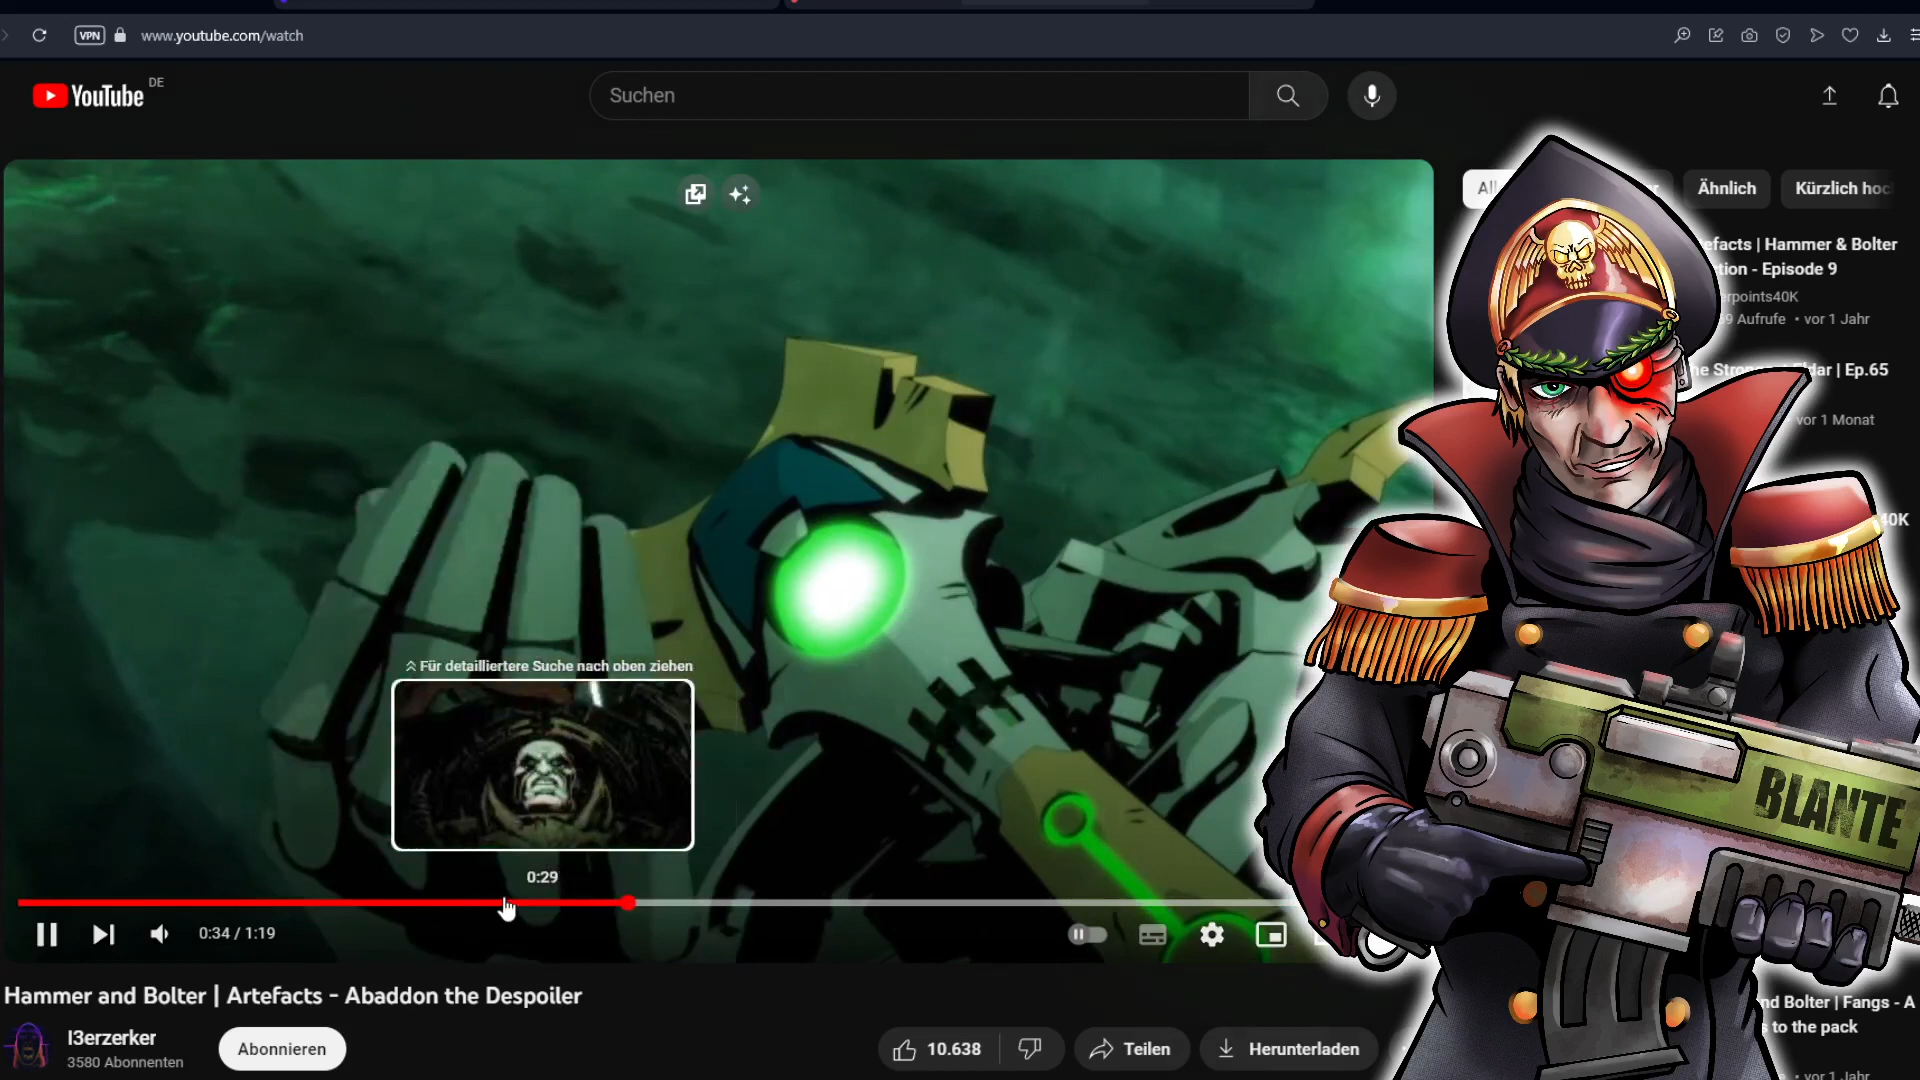 VPN
www.youtube.com/watch
YouTube DE
Suchen
Ähnlich
Kürzlich hoc
efacts | Hammer & Bolter
tion - Episode 9
erpoints40K
9 Aufrufe • vor 1 Jahr
dar | Ep.65
vor 1 Monat
40K
Für detailliertere Suche nach oben ziehen
BLANTE
0:29
0:34 / 1:19
Hammer and Bolter | Artefacts - Abaddon the Despoiler
nd Bolter | Fangs - A
s to the pack
I3erzerker
3580 Abonnenten
Abonnieren
10.638
Teilen
Herunterladen
vor 1 Jahr